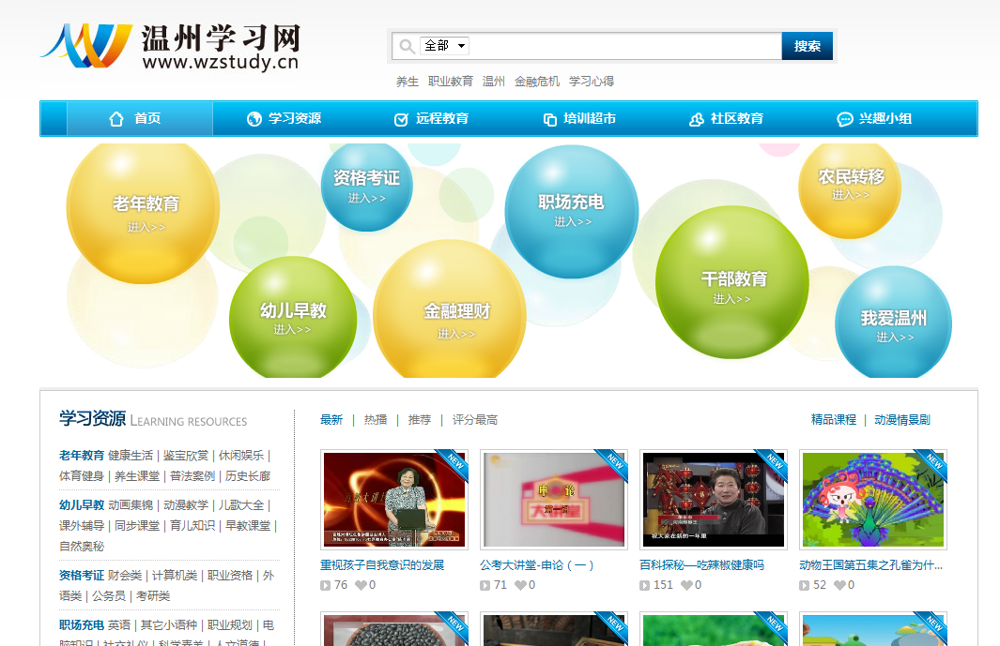 温州学习网
www.wzstudy.cn
全部
搜索
养生 职业教育 温州 金融危机 学习心得
首页 学习资源 远程教育 培训超市 社区教育 兴趣小组
老年教育
进入>>
资格考证
进入>>
职场充电
进入>>
农民转移
进入>>
幼儿早教
进入>>
金融理财
进入>>
干部教育
进入>>
我爱温州
进入>>
学习资源 LEARNING RESOURCES
老年教育 健康生活 | 鉴宝欣赏 | 休闲娱乐 |
体育健身 | 养生课堂 | 普法案例 | 历史长廊
幼儿早教 动画集锦 | 动漫教学 | 儿歌大全 |
课外辅导 | 同步课堂 | 育儿知识 | 早教课堂 |
自然奥秘
资格考证 财会类 | 计算机类 | 职业资格 | 外
语类 | 公务员 | 考研类
职场充电 英语 | 其它小语种 | 职业规划 | 电
脑知识 | 社交礼仪 | 科学素养 | 人文道德 |
最新 | 热播 | 推荐 | 评分最高
精品课程 | 动漫情景剧
NEW
NEW
NEW
NEW
申论
第一讲
祝大家在新的一年里
重视孩子自我意识的发展
76 0
公考大讲堂-申论（一）
71 0
百科探秘—吃辣椒健康吗
151 0
动物王国第五集之孔雀为什...
52 0
NEW
NEW
NEW
NEW